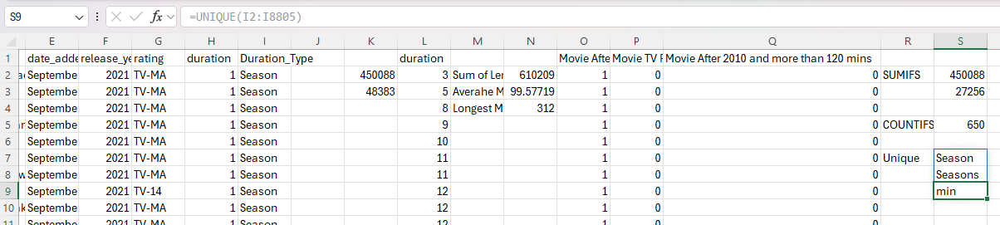 S9 fx =UNIQUE(I2:I8805)
E F G H I J K L M N O P Q R S
1 date_adde release_ye rating duration Duration_Type duration Movie Afte Movie TV Movie After 2010 and more than 120 mins
2 Septembe 2021 TV-MA 1 Season 450088 3 Sum of Ler 610209 1 0 0 SUMIFS 450088
3 Septembe 2021 TV-MA 1 Season 48383 5 Averahe M 99.57719 1 0 0 27256
4 Septembe 2021 TV-MA 1 Season 8 Longest M 312 1 0 0
5 Septembe 2021 TV-MA 1 Season 9 1 0 0 COUNTIFS 650
6 Septembe 2021 TV-MA 1 Season 10 1 0 0
7 Septembe 2021 TV-MA 1 Season 11 1 0 0 Unique Season
8 Septembe 2021 TV-MA 1 Season 11 1 0 0 Seasons
9 Septembe 2021 TV-14 1 Season 12 1 0 0 min
10 Septembe 2021 TV-MA 1 Season 12 1 0 0
11 Septembe 2021 TV-MA 1 Season 12 1 0 0